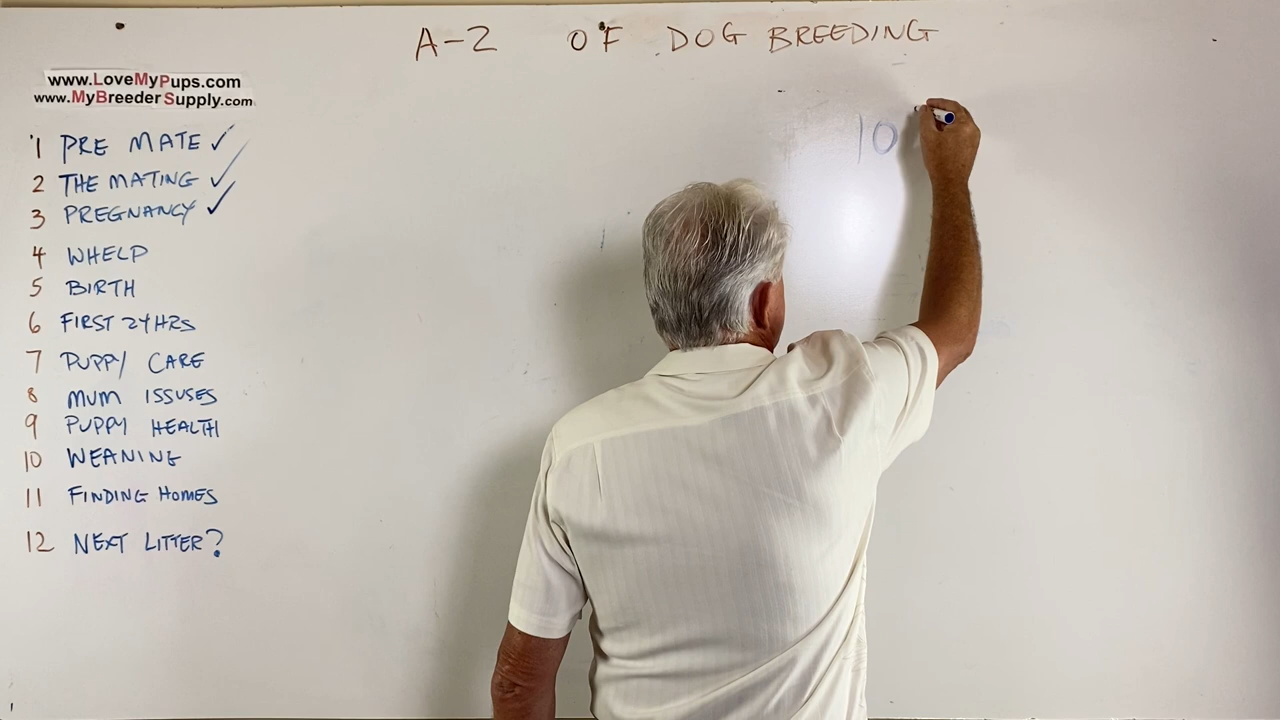 A-Z OF DOG BREEDING
www.LoveMyPups.com
www.MyBreederSupply.com
1 PRE MATE ✓
2 THE MATING ✓
3 PREGNANCY ✓
4 WHELP
5 BIRTH
6 FIRST 24HRS
7 PUPPY CARE
8 MUM ISSUSES
9 PUPPY HEALTH
10 WEANING
11 FINDING HOMES
12 NEXT LITTER?
10